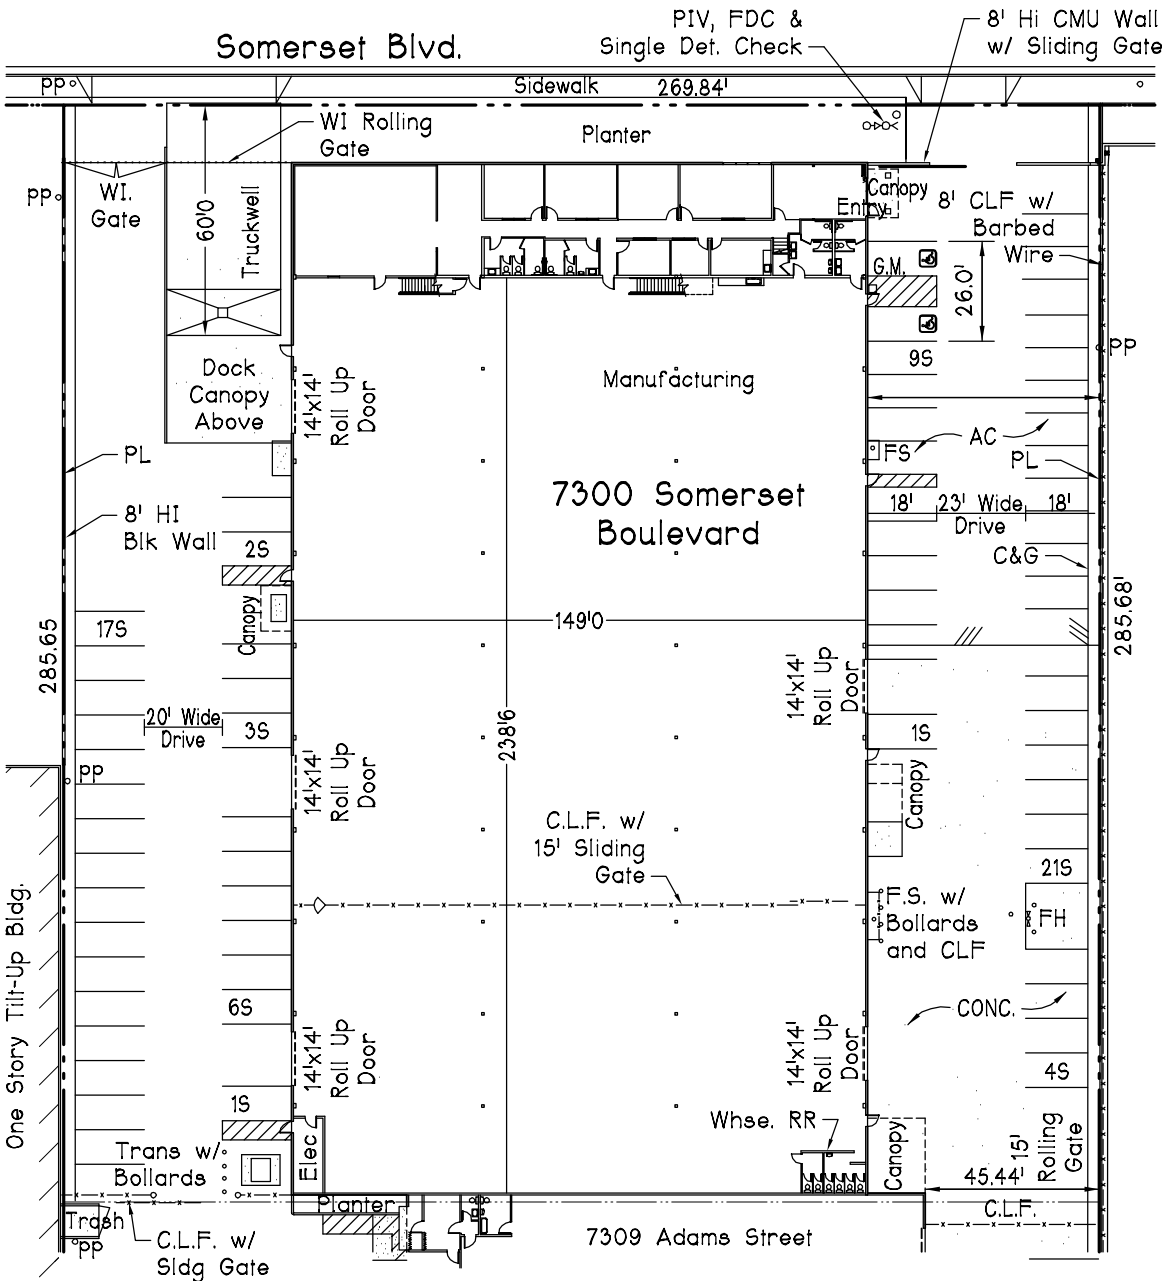 Somerset Blvd.
PIV, FDC &
Single Det. Check
8' Hi CMU Wall
w/ Sliding Gate
PP
Sidewalk
269.84'
WI Rolling
Gate
Planter
WI.
Gate
PP
60'0
Truckwell
Canopy
Entry
8' CLF w/
Barbed
Wire
G.M.
26.0'
PP
9S
Dock
Canopy
Above
14'x14'
Roll Up
Door
Manufacturing
AC
FS
PL
PL
7300 Somerset
Boulevard
18'
23' Wide
Drive
18'
8' HI
Blk Wall
2S
C&G
Canopy
17S
149'0
285.65
285.68'
20' Wide
Drive
3S
238'6
14'x14'
Roll Up
Door
1S
PP
14'x14'
Roll Up
Door
Canopy
C.L.F. w/
15' Sliding
Gate
21S
One Story Tilt-Up Bldg.
F.S. w/
Bollards
and CLF
FH
6S
CONC.
14'x14'
Roll Up
Door
14'x14'
Roll Up
Door
4S
1S
Whse. RR
Elec
Trans w/
Bollards
Canopy
15'
Rolling
Gate
45.44'
Planter
C.L.F.
Trash
PP
C.L.F. w/
Sldg Gate
7309 Adams Street